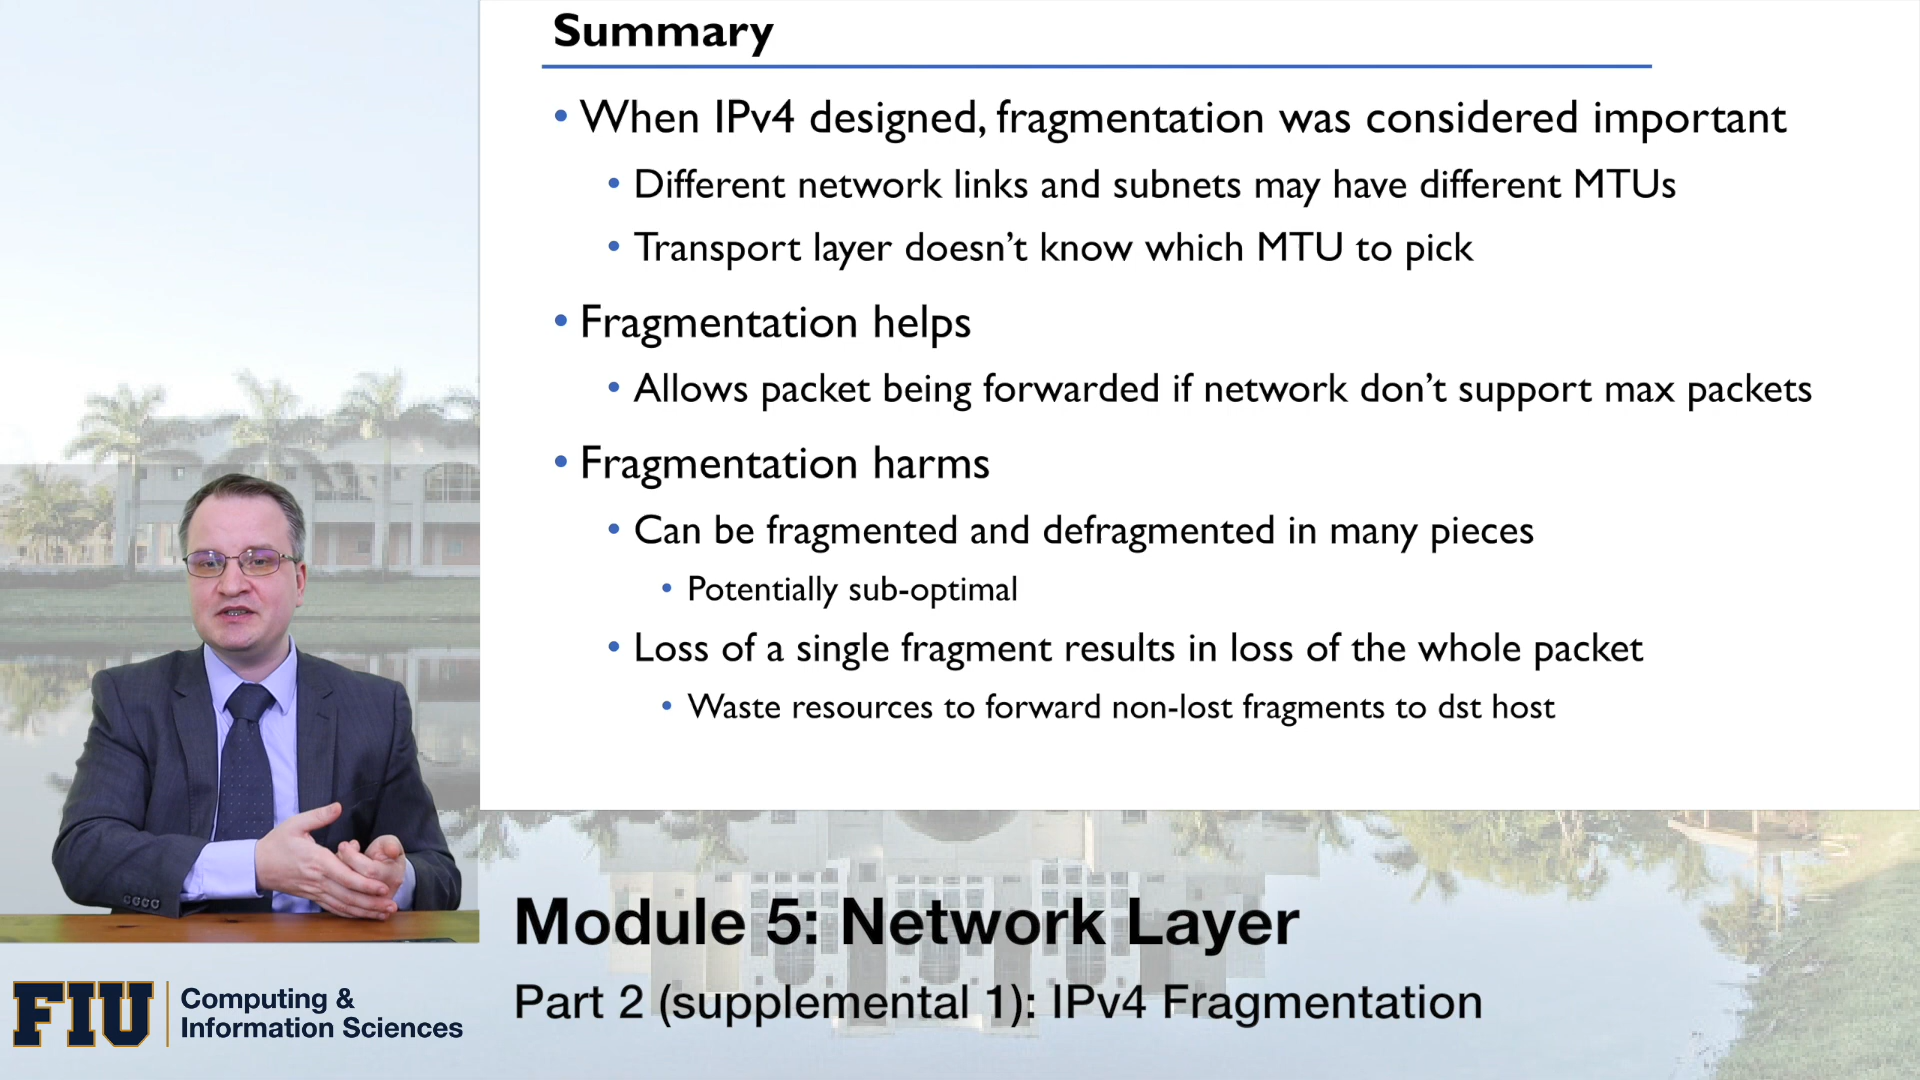 Summary
• When IPv4 designed, fragmentation was considered important
• Different network links and subnets may have different MTUs
• Transport layer doesn't know which MTU to pick
• Fragmentation helps
• Allows packet being forwarded if network don't support max packets
• Fragmentation harms
• Can be fragmented and defragmented in many pieces
• Potentially sub-optimal
• Loss of a single fragment results in loss of the whole packet
• Waste resources to forward non-lost fragments to dst host
Module 5: Network Layer
Part 2 (supplemental 1): IPv4 Fragmentation
FIU
Computing &
Information Sciences